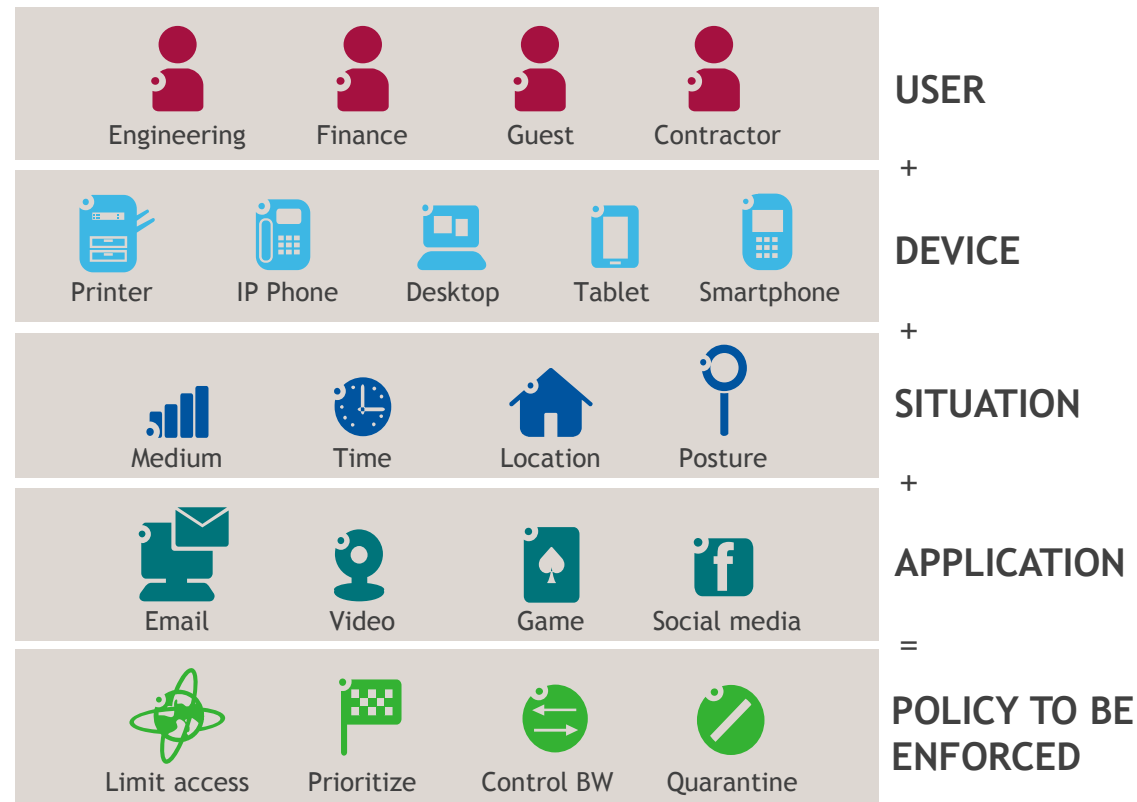 Engineering Finance Guest Contractor
USER
+
Printer IP Phone Desktop Tablet Smartphone
DEVICE
+
Medium Time Location Posture
SITUATION
+
Email Video Game Social media
APPLICATION
=
Limit access Prioritize Control BW Quarantine
POLICY TO BE
ENFORCED